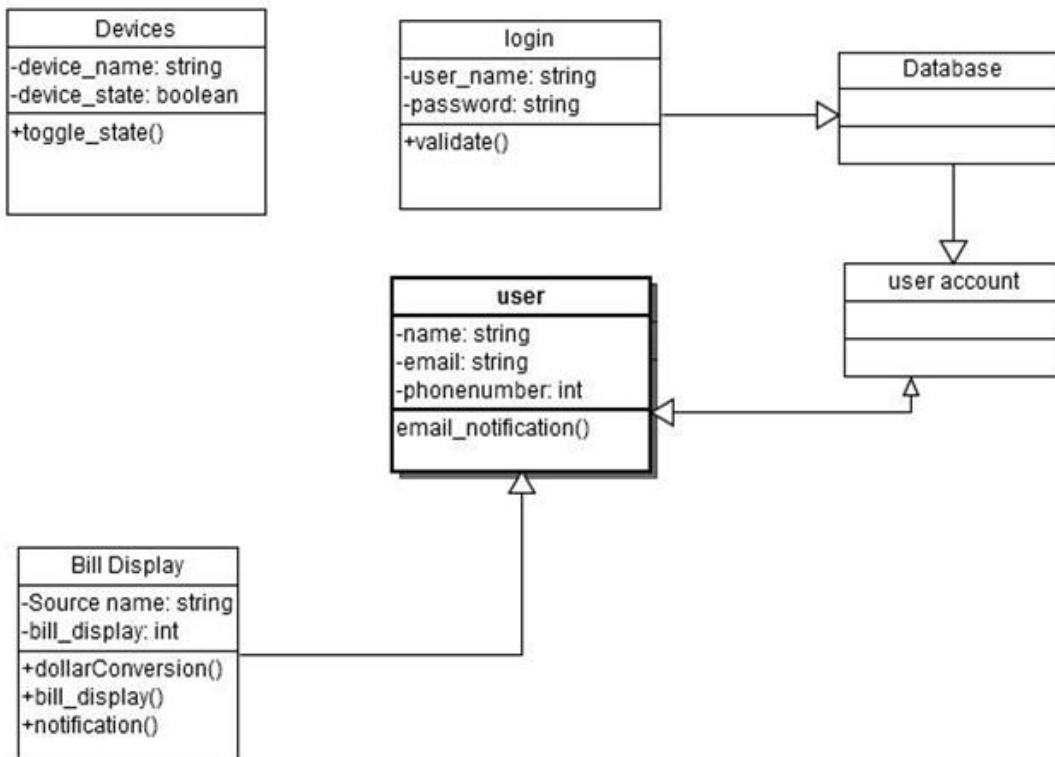 Devices
-device_name: string
-device_state: boolean
+toggle_state()
login
-user_name: string
-password: string
+validate()
Database
user account
user
-name: string
-email: string
-phonenumber: int
email_notification()
Bill Display
-Source name: string
-bill_display: int
+dollarConversion()
+bill_display()
+notification()